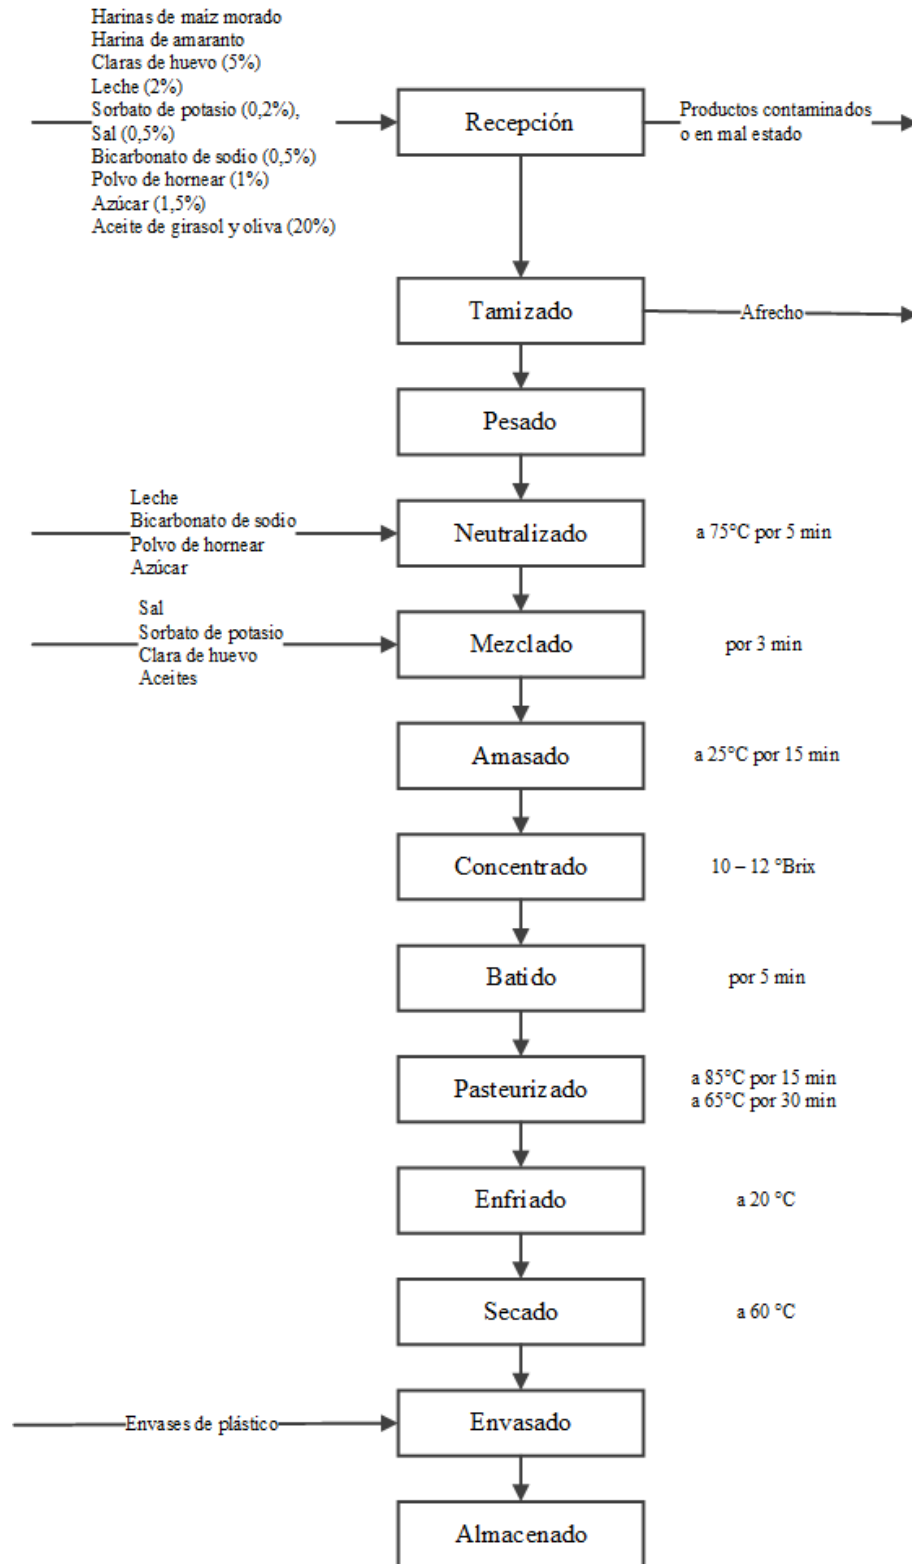 Harinas de maíz morado
Harina de amaranto
Claras de huevo (5%)
Leche (2%)
Sorbato de potasio (0,2%),
Sal (0,5%)
Bicarbonato de sodio (0,5%)
Polvo de hornear (1%)
Azúcar (1,5%)
Aceite de girasol y oliva (20%)
Recepción
Productos contaminados
o en mal estado
Tamizado
Afrecho
Pesado
Leche
Bicarbonato de sodio
Polvo de hornear
Azúcar
Neutralizado
a 75°C por 5 min
Sal
Sorbato de potasio
Clara de huevo
Aceites
Mezclado
por 3 min
Amasado
a 25°C por 15 min
Concentrado
10 – 12 °Brix
Batido
por 5 min
Pasteurizado
a 85°C por 15 min
a 65°C por 30 min
Enfriado
a 20 °C
Secado
a 60 °C
Envases de plástico
Envasado
Almacenado